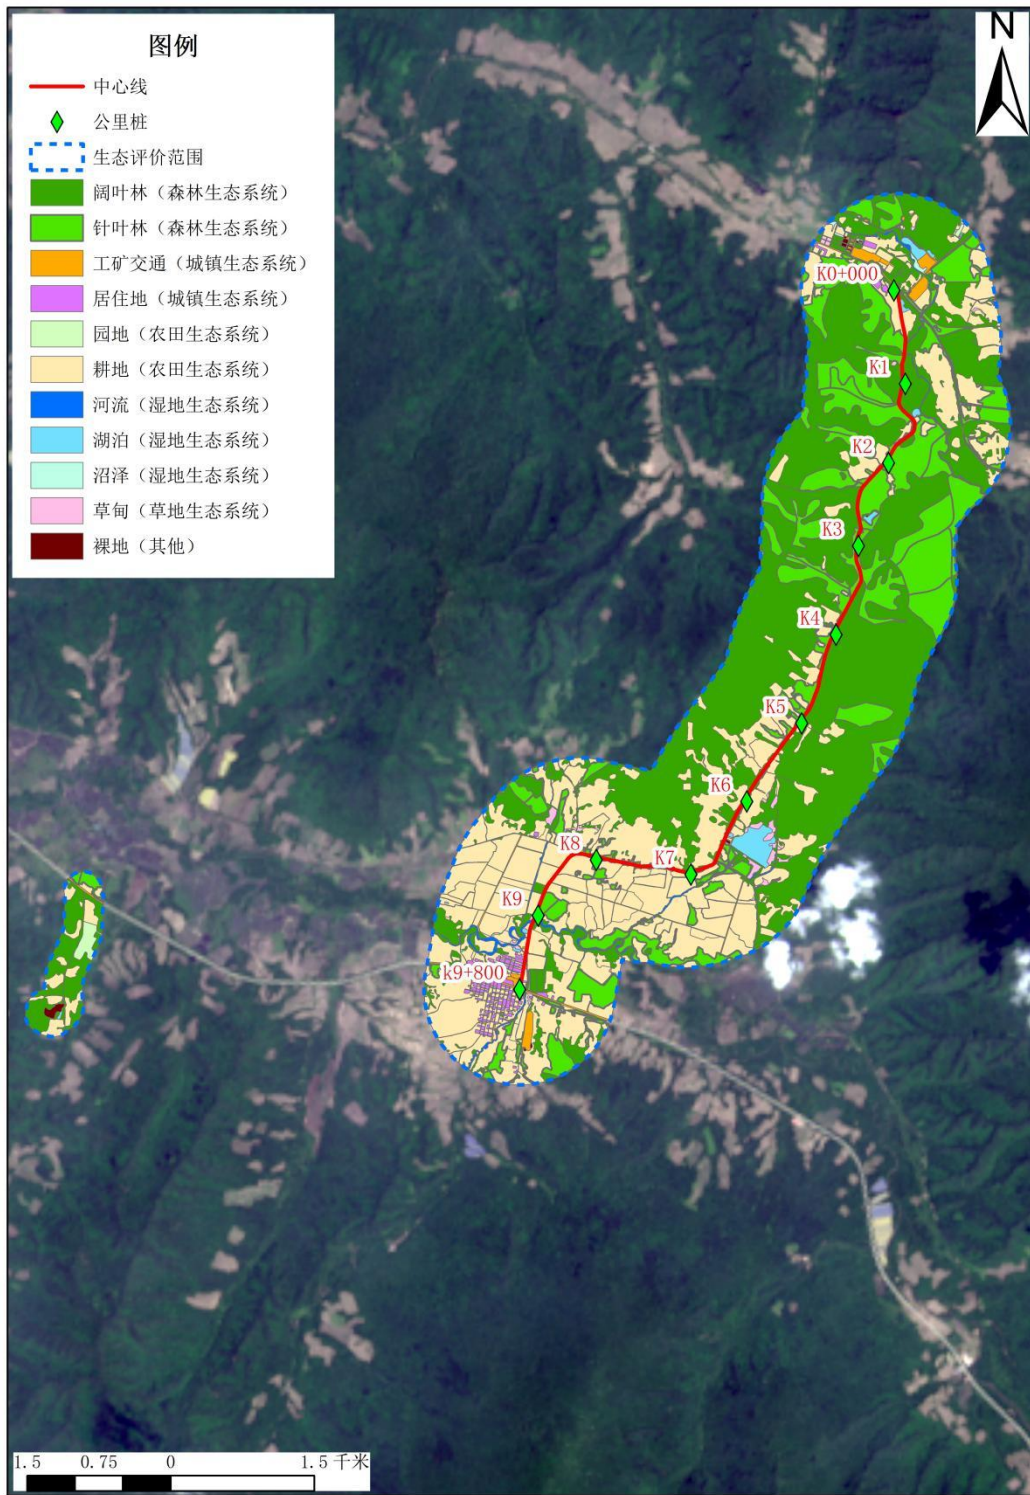 图例
中心线
公里桩
生态评价范围
阔叶林（森林生态系统）
针叶林（森林生态系统）
工矿交通（城镇生态系统）
居住地（城镇生态系统）
园地（农田生态系统）
耕地（农田生态系统）
河流（湿地生态系统）
湖泊（湿地生态系统）
沼泽（湿地生态系统）
草甸（草地生态系统）
裸地（其他）
N
K0+000
K1
K2
K3
K4
K5
K6
K7
K8
K9
k9+800
1.5 0.75 0 1.5 千米